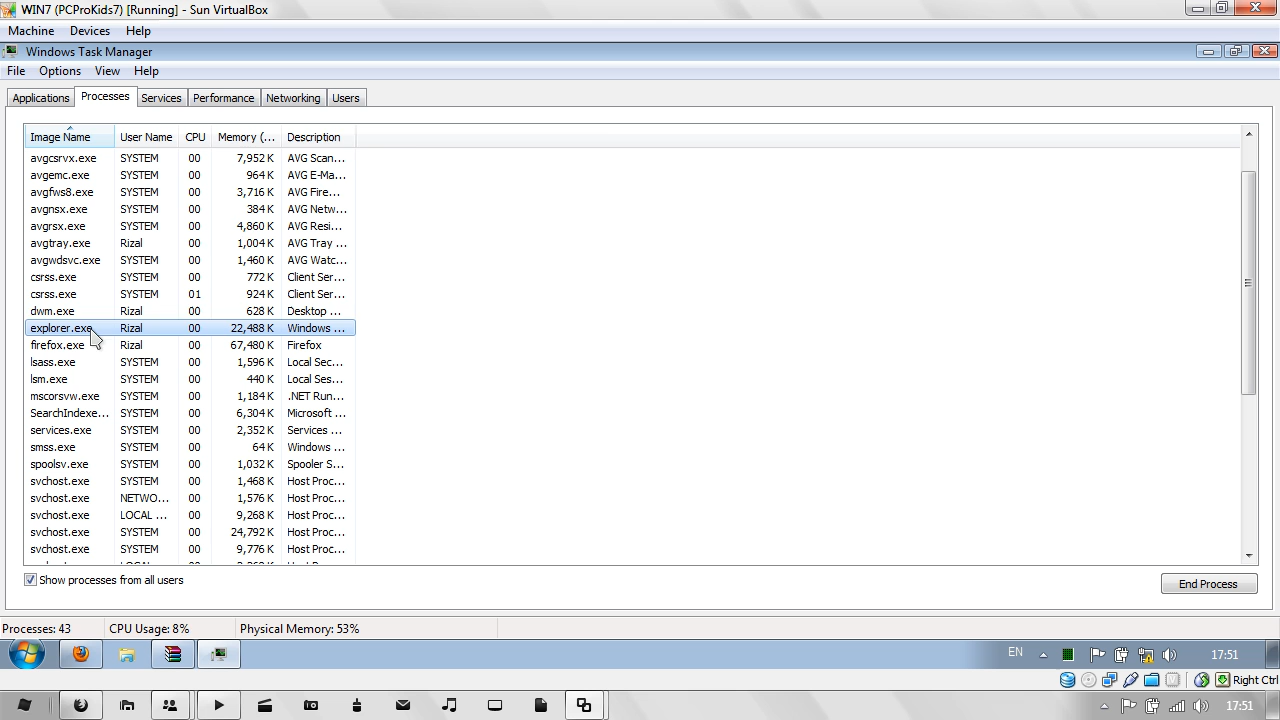 WIN7 (PCProKids7) [Running] - Sun VirtualBox
Machine Devices Help
Windows Task Manager
File Options View Help
Applications Processes Services Performance Networking Users
Image Name User Name CPU Memory (... Description
avgcsrvx.exe SYSTEM 00 7,952 K AVG Scan...
avgemc.exe SYSTEM 00 964 K AVG E-Ma...
avgfws8.exe SYSTEM 00 3,716 K AVG Fire...
avgnsx.exe SYSTEM 00 384 K AVG Netw...
avgrsx.exe SYSTEM 00 4,860 K AVG Resi...
avgtray.exe Rizal 00 1,004 K AVG Tray ...
avgwdsvc.exe SYSTEM 00 1,460 K AVG Watc...
csrss.exe SYSTEM 00 772 K Client Ser...
csrss.exe SYSTEM 01 924 K Client Ser...
dwm.exe Rizal 00 628 K Desktop ...
explorer.exe Rizal 00 22,488 K Windows ...
firefox.exe Rizal 00 67,480 K Firefox
lsass.exe SYSTEM 00 1,596 K Local Sec...
lsm.exe SYSTEM 00 440 K Local Ses...
mscorsvw.exe SYSTEM 00 1,184 K .NET Run...
SearchIndexe... SYSTEM 00 6,304 K Microsoft ...
services.exe SYSTEM 00 2,352 K Services ...
smss.exe SYSTEM 00 64 K Windows ...
spoolsv.exe SYSTEM 00 1,032 K Spooler S...
svchost.exe SYSTEM 00 1,468 K Host Proc...
svchost.exe NETWO... 00 1,576 K Host Proc...
svchost.exe LOCAL ... 00 9,268 K Host Proc...
svchost.exe SYSTEM 00 24,792 K Host Proc...
svchost.exe SYSTEM 00 9,776 K Host Proc...
Show processes from all users
End Process
Processes: 43 CPU Usage: 8% Physical Memory: 53%
EN 17:51
Right Ctrl
17:51